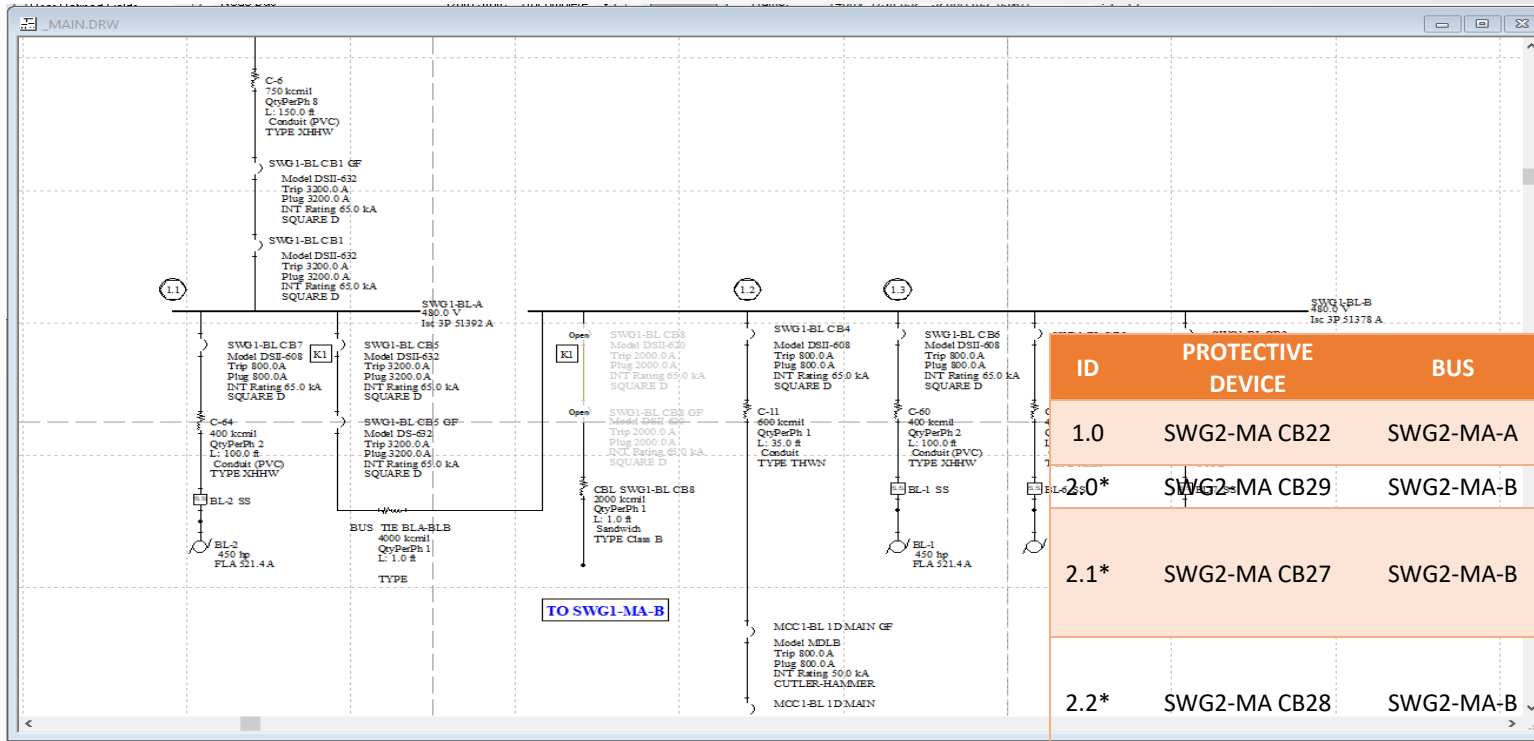 _MAIN.DRW
C-6
750 kcmil
QtyPerPh 8
L: 150.0 ft
Conduit (PVC)
TYPE XHHW
SWG1-BL CB1 GF
Model DSII-632
Trip 3200.0 A
Plug 3200.0 A
INT Rating 65.0 kA
SQUARE D
SWG1-BL CB1
Model DSII-632
Trip 3200.0 A
Plug 3200.0 A
INT Rating 65.0 kA
SQUARE D
1.1
SWG1-BL-A
480.0 V
Isc 3P 51392 A
1.2
1.3
SWG1-BL-B
480.0 V
Isc 3P 51378 A
SWG1-BL CB7
Model DSII-608
Trip 800.0 A
Plug 800.0 A
INT Rating 65.0 kA
SQUARE D
K1
SWG1-BL CB5
Model DSII-632
Trip 3200.0 A
Plug 3200.0 A
INT Rating 65.0 kA
SQUARE D
Open
K1
SWG1-BL CB8
Model DSII-620
Trip 2000.0 A
Plug 2000.0 A
INT Rating 65.0 kA
SQUARE D
SWG1-BL CB4
Model DSII-608
Trip 800.0 A
Plug 800.0 A
INT Rating 65.0 kA
SQUARE D
SWG1-BL CB6
Model DSII-608
Trip 800.0 A
Plug 800.0 A
INT Rating 65.0 kA
SQUARE D
C-64
400 kcmil
QtyPerPh 2
L: 100.0 ft
Conduit (PVC)
TYPE XHHW
SWG1-BL CB5 GF
Model DS-632
Trip 3200.0 A
Plug 3200.0 A
INT Rating 65.0 kA
SQUARE D
Open
SWG1-BL CB8 GF
Model DSII-620
Trip 2000.0 A
Plug 2000.0 A
INT Rating 65.0 kA
SQUARE D
C-11
600 kcmil
QtyPerPh 1
L: 35.0 ft
Conduit
TYPE THWN
C-60
400 kcmil
QtyPerPh 2
L: 100.0 ft
Conduit (PVC)
TYPE XHHW
BL-2 SS
CBL SWG1-BL CB8
2000 kcmil
QtyPerPh 1
L: 1.0 ft
Sandwich
TYPE Class B
BL-1 SS
BUS TIE BLA-BLB
4000 kcmil
QtyPerPh 1
L: 1.0 ft
TYPE
BL-2
450 hp
FLA 521.4 A
BL-1
450 hp
FLA 521.4 A
TO SWG1-MA-B
MCC1-BL 1D MAIN GF
Model MDLB
Trip 800.0 A
Plug 800.0 A
INT Rating 50.0 kA
CUTLER-HAMMER
MCC1-BL 1D MAIN
ID PROTECTIVE DEVICE BUS
1.0 SWG2-MA CB22 SWG2-MA-A
2.0* SWG2-MA CB29 SWG2-MA-B
2.1* SWG2-MA CB27 SWG2-MA-B
2.2* SWG2-MA CB28 SWG2-MA-B